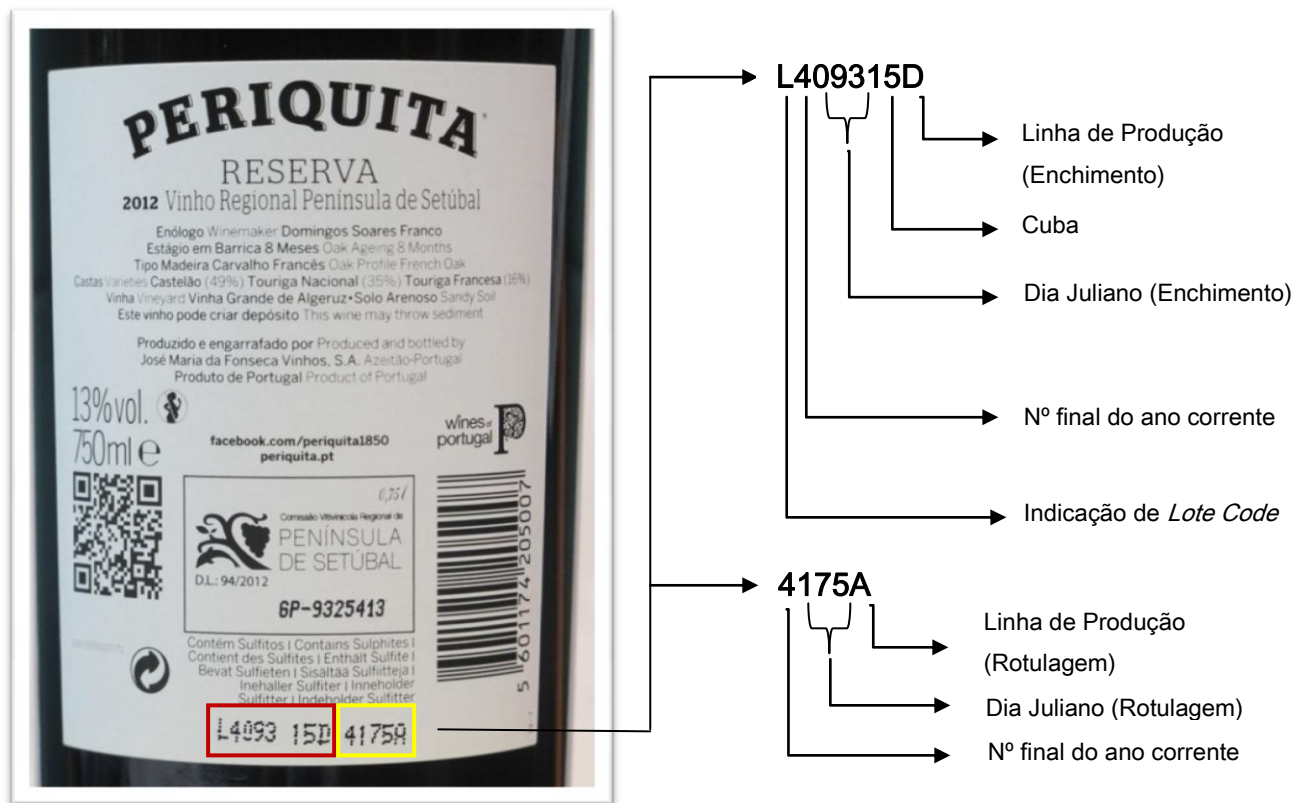 PERIQUITA
RESERVA
2012 Vinho Regional Península de Setúbal
Enólogo Winemaker Domingos Soares Franco
Estágio em Barrica 8 Meses Oak Ageing 8 Months
Tipo Madeira Carvalho Francês Oak Profile French Oak
Castas Varieties Castelão (49%) Touriga Nacional (35%) Touriga Francesa (16%)
Vinha Vineyard Vinha Grande de Algeruz•Solo Arenoso Sandy Soil
Este vinho pode criar depósito This wine may throw sediment
Produzido e engarrafado por Produced and bottled by
José Maria da Fonseca Vinhos, S.A. Azeitão-Portugal
Produto de Portugal Product of Portugal
13%vol.
750ml e
facebook.com/periquita1850
periquita.pt
wines of
portugal
0,75 l
Comissão Vitivinícola Regional de
PENÍNSULA
DE SETÚBAL
D.L.: 94/2012
6P-9325413
Contém Sulfitos | Contains Sulphites |
Contient des Sulfites | Enthält Sulfite |
Bevat Sulfieten | Sisältää Sulfiitteja |
Inehaller Sulfiter | Inneholder
Sulfitter | Indeholder Sulfitter
5 601174 205007
L4093 15D 4175A
L409315D
Linha de Produção
(Enchimento)
Cuba
Dia Juliano (Enchimento)
Nº final do ano corrente
Indicação de Lote Code
4175A
Linha de Produção
(Rotulagem)
Dia Juliano (Rotulagem)
Nº final do ano corrente